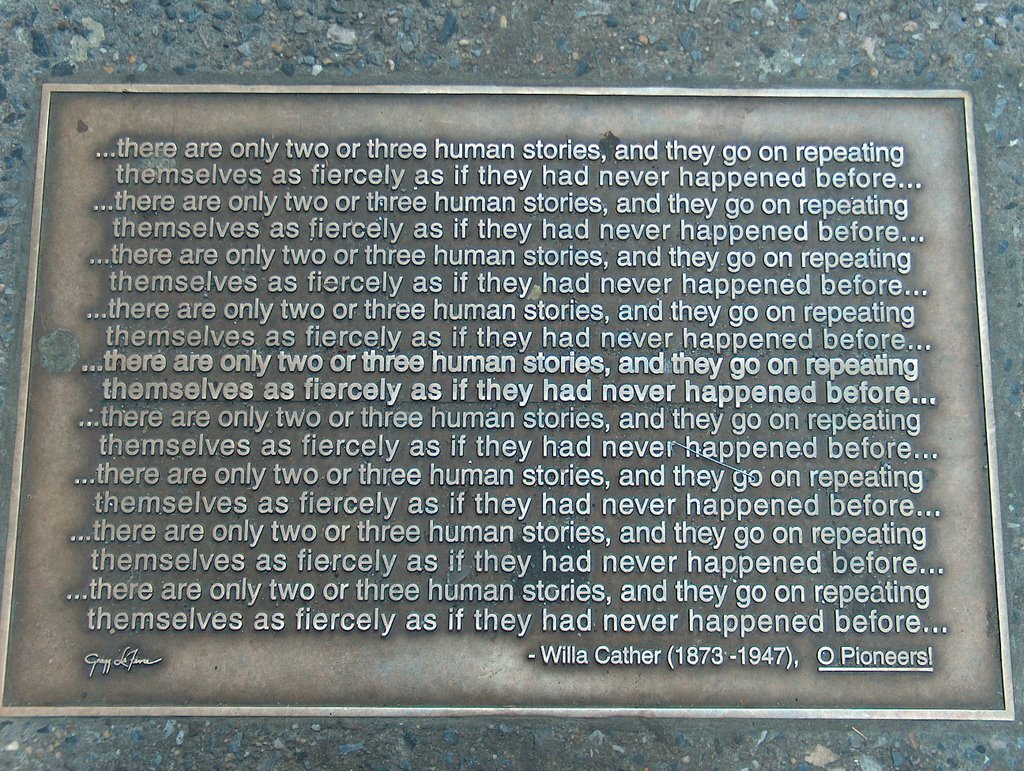 ...there are only two or three human stories, and they go on repeating
themselves as fiercely as if they had never happened before...
...there are only two or three human stories, and they go on repeating
themselves as fiercely as if they had never happened before...
...there are only two or three human stories, and they go on repeating
themselves as fiercely as if they had never happened before...
...there are only two or three human stories, and they go on repeating
themselves as fiercely as if they had never happened before...
...there are only two or three human stories, and they go on repeating
themselves as fiercely as if they had never happened before...
...there are only two or three human stories, and they go on repeating
themselves as fiercely as if they had never happened before...
...there are only two or three human stories, and they go on repeating
themselves as fiercely as if they had never happened before...
...there are only two or three human stories, and they go on repeating
themselves as fiercely as if they had never happened before...
...there are only two or three human stories, and they go on repeating
themselves as fiercely as if they had never happened before...
- Willa Cather (1873 -1947), O Pioneers!
Gregg LeFevre